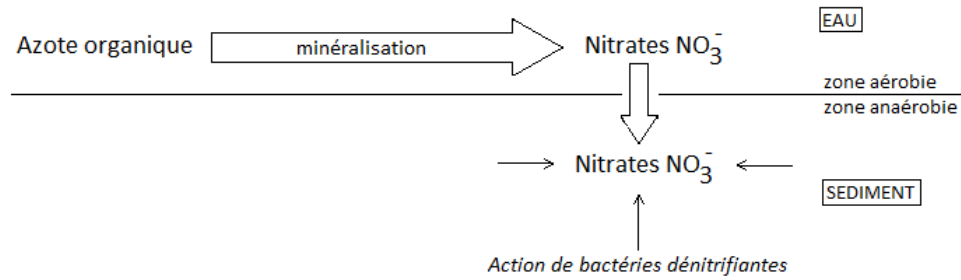 EAU
Azote organique
minéralisation
Nitrates NO₃⁻
zone aérobie
zone anaérobie
Nitrates NO₃⁻
SEDIMENT
Action de bactéries dénitrifiantes